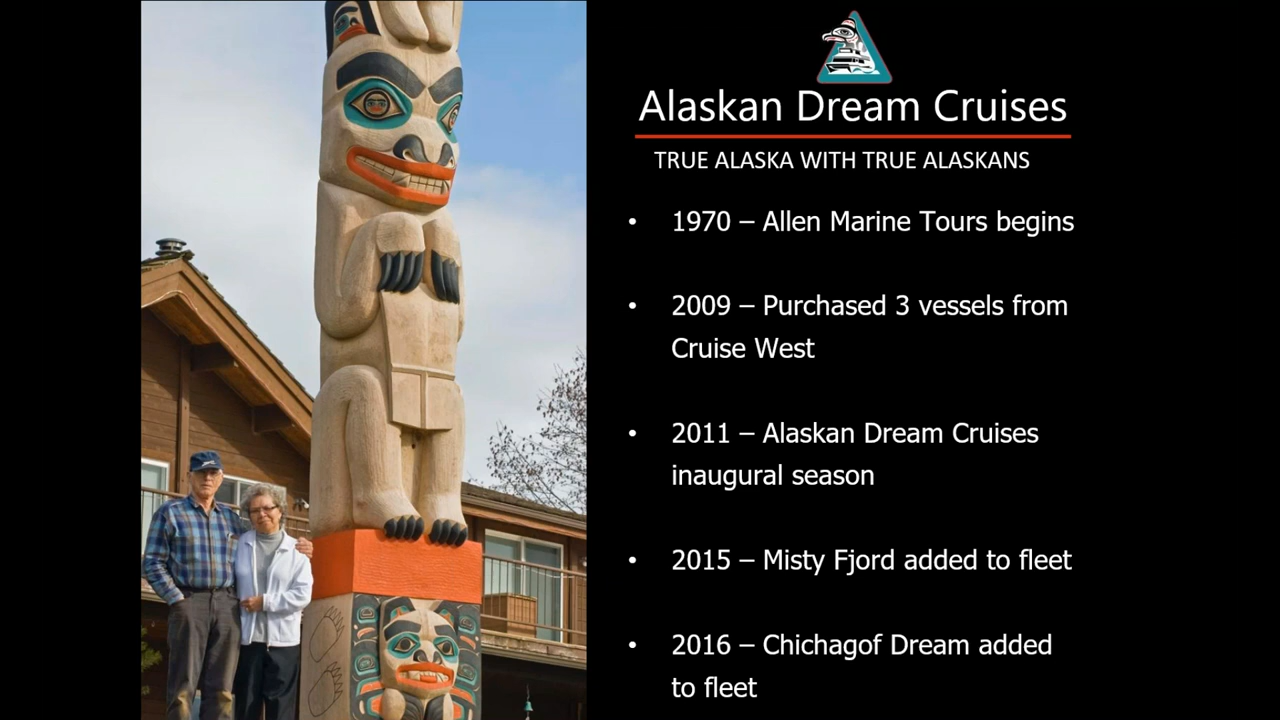 Alaskan Dream Cruises
TRUE ALASKA WITH TRUE ALASKANS
• 1970 – Allen Marine Tours begins
• 2009 – Purchased 3 vessels from
Cruise West
• 2011 – Alaskan Dream Cruises
inaugural season
• 2015 – Misty Fjord added to fleet
• 2016 – Chichagof Dream added
to fleet